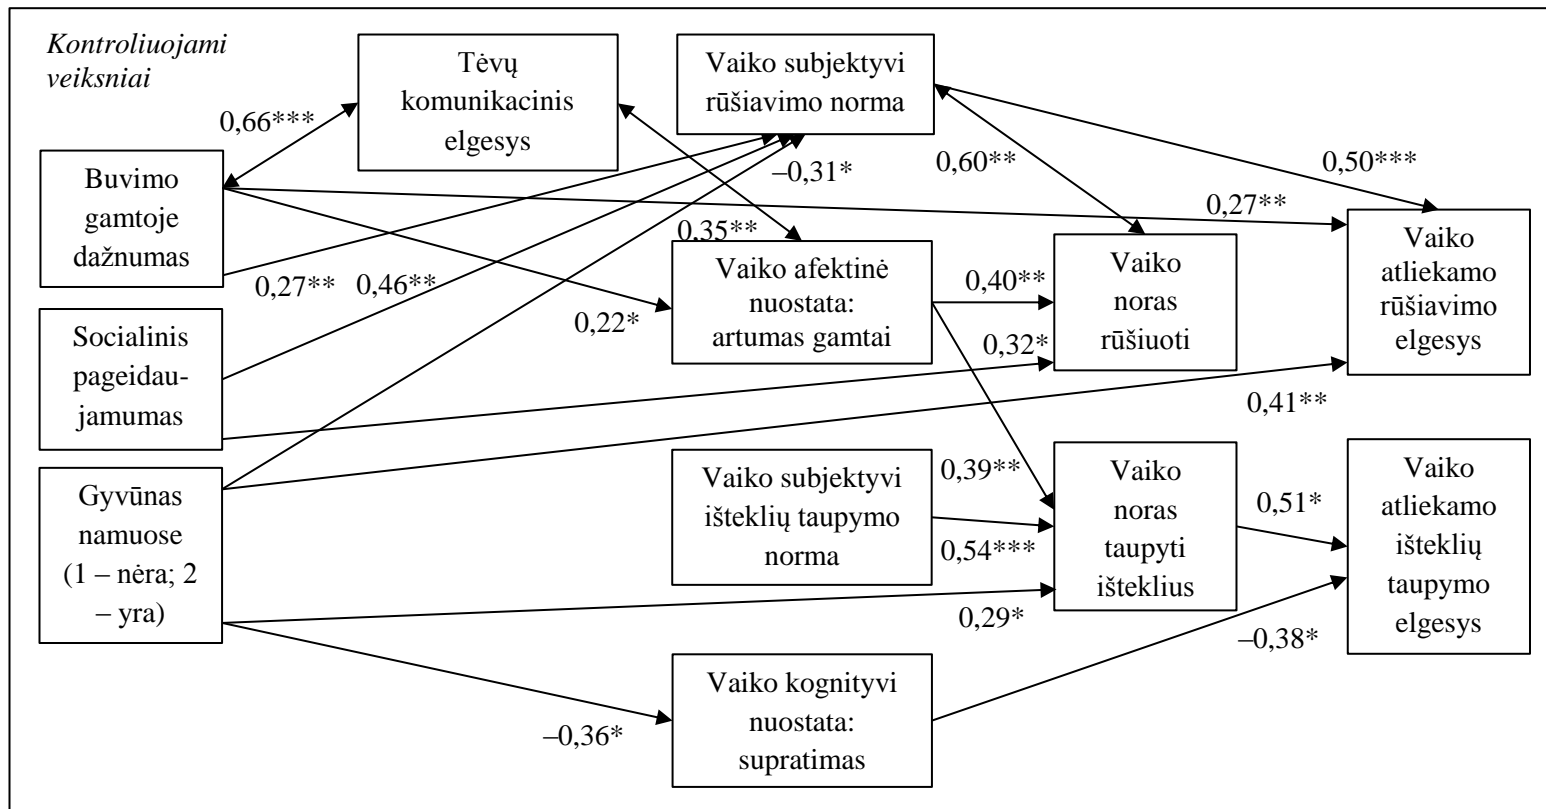 Kontroliuojami
veiksniai
Tėvų
komunikacinis
elgesys
Vaiko subjektyvi
rūšiavimo norma
0,66***
–0,31*
0,60**
0,50***
Buvimo
gamtoje
dažnumas
0,27**
0,35**
0,27**
0,46**
0,22*
Vaiko afektinė
nuostata:
artumas gamtai
0,40**
Vaiko
noras
rūšiuoti
Vaiko
atliekamo
rūšiavimo
elgesys
Socialinis
pageidau-
jamumas
0,32*
0,41**
Gyvūnas
namuose
(1 – nėra; 2
– yra)
Vaiko subjektyvi
išteklių taupymo
norma
0,39**
0,54***
Vaiko
noras
taupyti
išteklius
0,51*
Vaiko
atliekamo
išteklių
taupymo
elgesys
0,29*
–0,38*
–0,36*
Vaiko kognityvi
nuostata:
supratimas